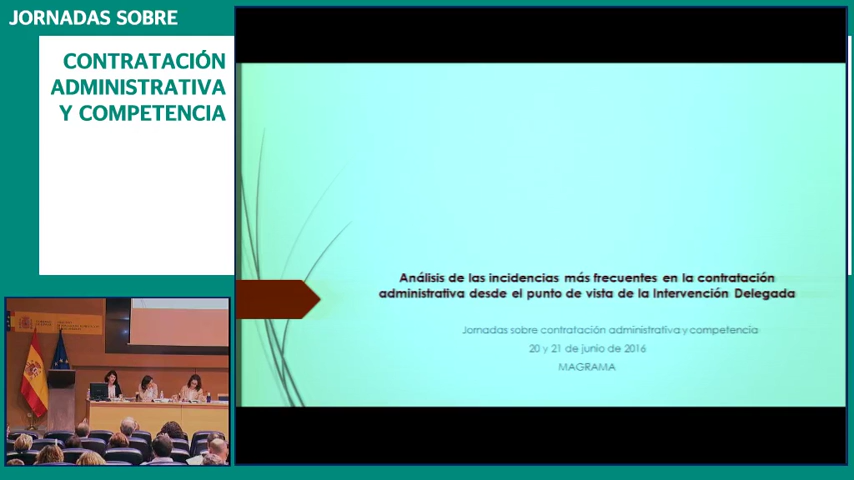 JORNADAS SOBRE
CONTRATACIÓN
ADMINISTRATIVA
Y COMPETENCIA
Análisis de las incidencias más frecuentes en la contratación
administrativa desde el punto de vista de la Intervención Delegada
Jornadas sobre contratación administrativa y competencia
20 y 21 de junio de 2016
MAGRAMA